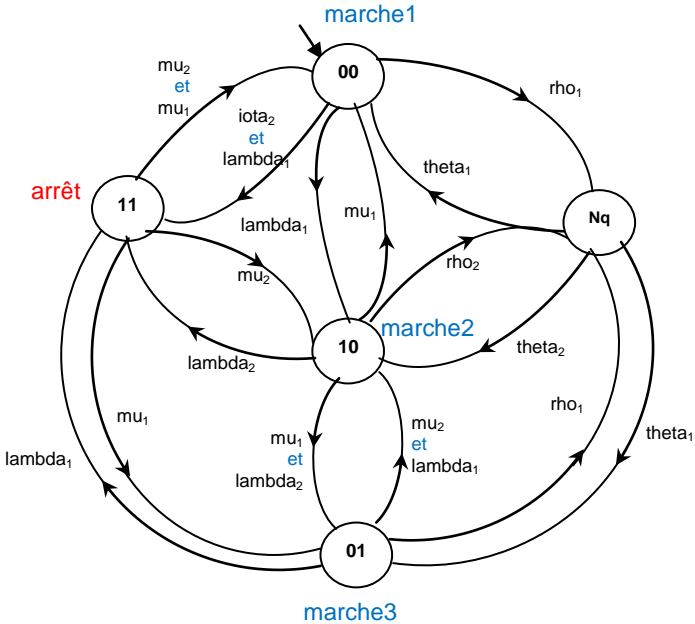 marche1
00
mu₂
et
mu₁
rho₁
iota₂
et
lambda₁
theta₁
arrêt
11
Nq
lambda₁
mu₁
mu₂
rho₂
marche2
10
lambda₂
theta₂
mu₁
rho₁
mu₁
et
lambda₂
mu₂
et
lambda₁
theta₁
lambda₁
01
marche3